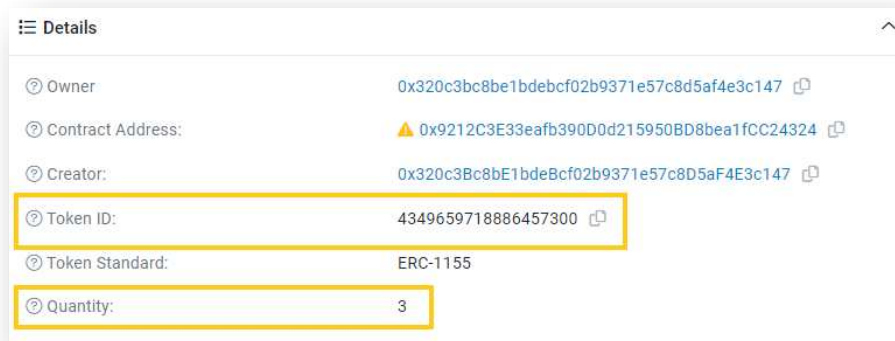 Details
Owner 0x320c3bc8be1bdebcf02b9371e57c8d5af4e3c147
Contract Address: 0x9212C3E33eafb390D0d215950BD8bea1fCC24324
Creator: 0x320c3Bc8bE1bdeBcf02b9371e57c8D5aF4E3c147
Token ID: 4349659718886457300
Token Standard: ERC-1155
Quantity: 3